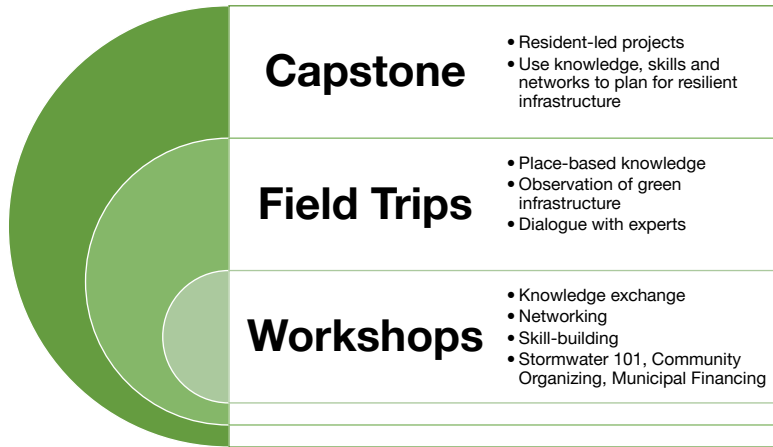 Capstone
• Resident-led projects
• Use knowledge, skills and
networks to plan for resilient
infrastructure
Field Trips
• Place-based knowledge
• Observation of green
infrastructure
• Dialogue with experts
Workshops
• Knowledge exchange
• Networking
• Skill-building
• Stormwater 101, Community
Organizing, Municipal Financing